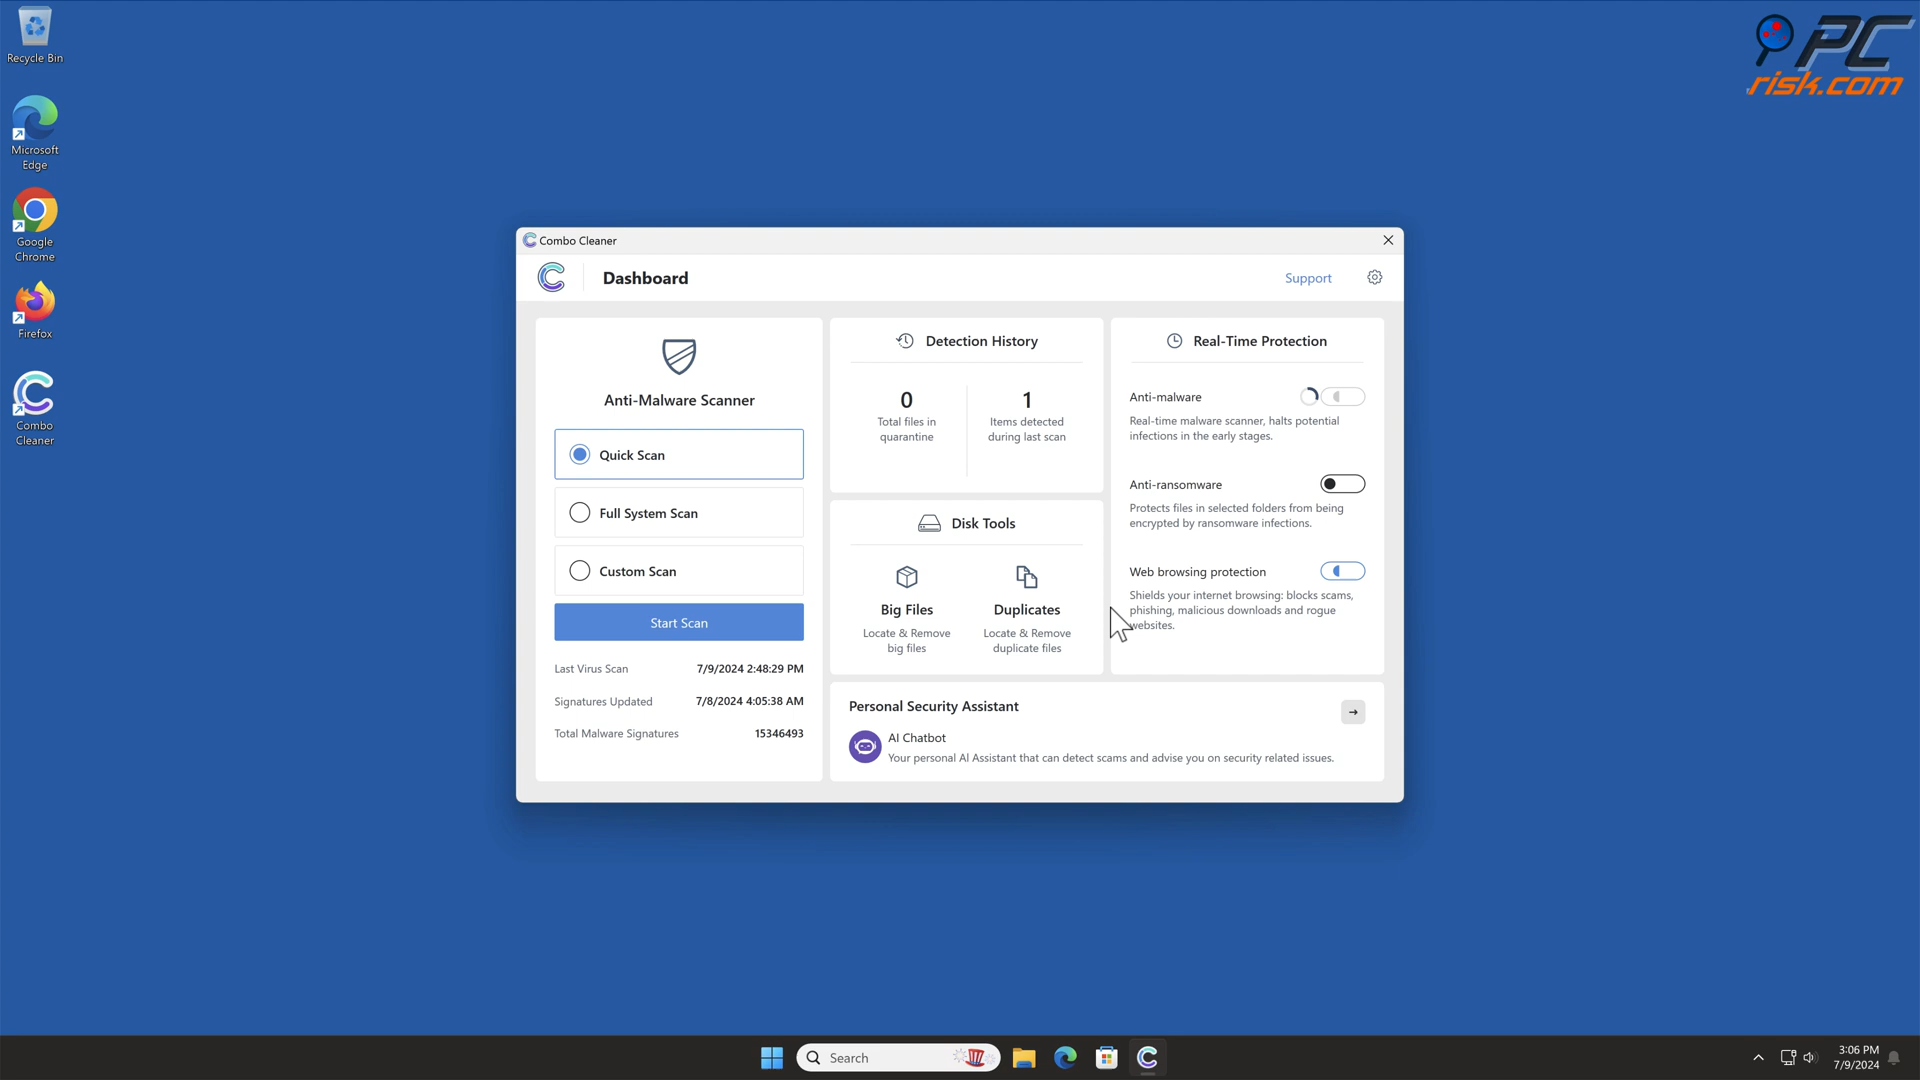 Recycle Bin
Microsoft
Edge
Google
Chrome
Firefox
Combo
Cleaner
PC
risk.com
Combo Cleaner
Dashboard
Support
Anti-Malware Scanner
Quick Scan
Full System Scan
Custom Scan
Start Scan
Last Virus Scan 7/9/2024 2:48:29 PM
Signatures Updated 7/8/2024 4:05:38 AM
Total Malware Signatures 15346493
Detection History
0
Total files in
quarantine
1
Items detected
during last scan
Disk Tools
Big Files
Locate & Remove
big files
Duplicates
Locate & Remove
duplicate files
Real-Time Protection
Anti-malware
Real-time malware scanner, halts potential
infections in the early stages.
Anti-ransomware
Protects files in selected folders from being
encrypted by ransomware infections.
Web browsing protection
Shields your internet browsing: blocks scams,
phishing, malicious downloads and rogue
websites.
Personal Security Assistant
AI Chatbot
Your personal AI Assistant that can detect scams and advise you on security related issues.
Search
3:06 PM
7/9/2024